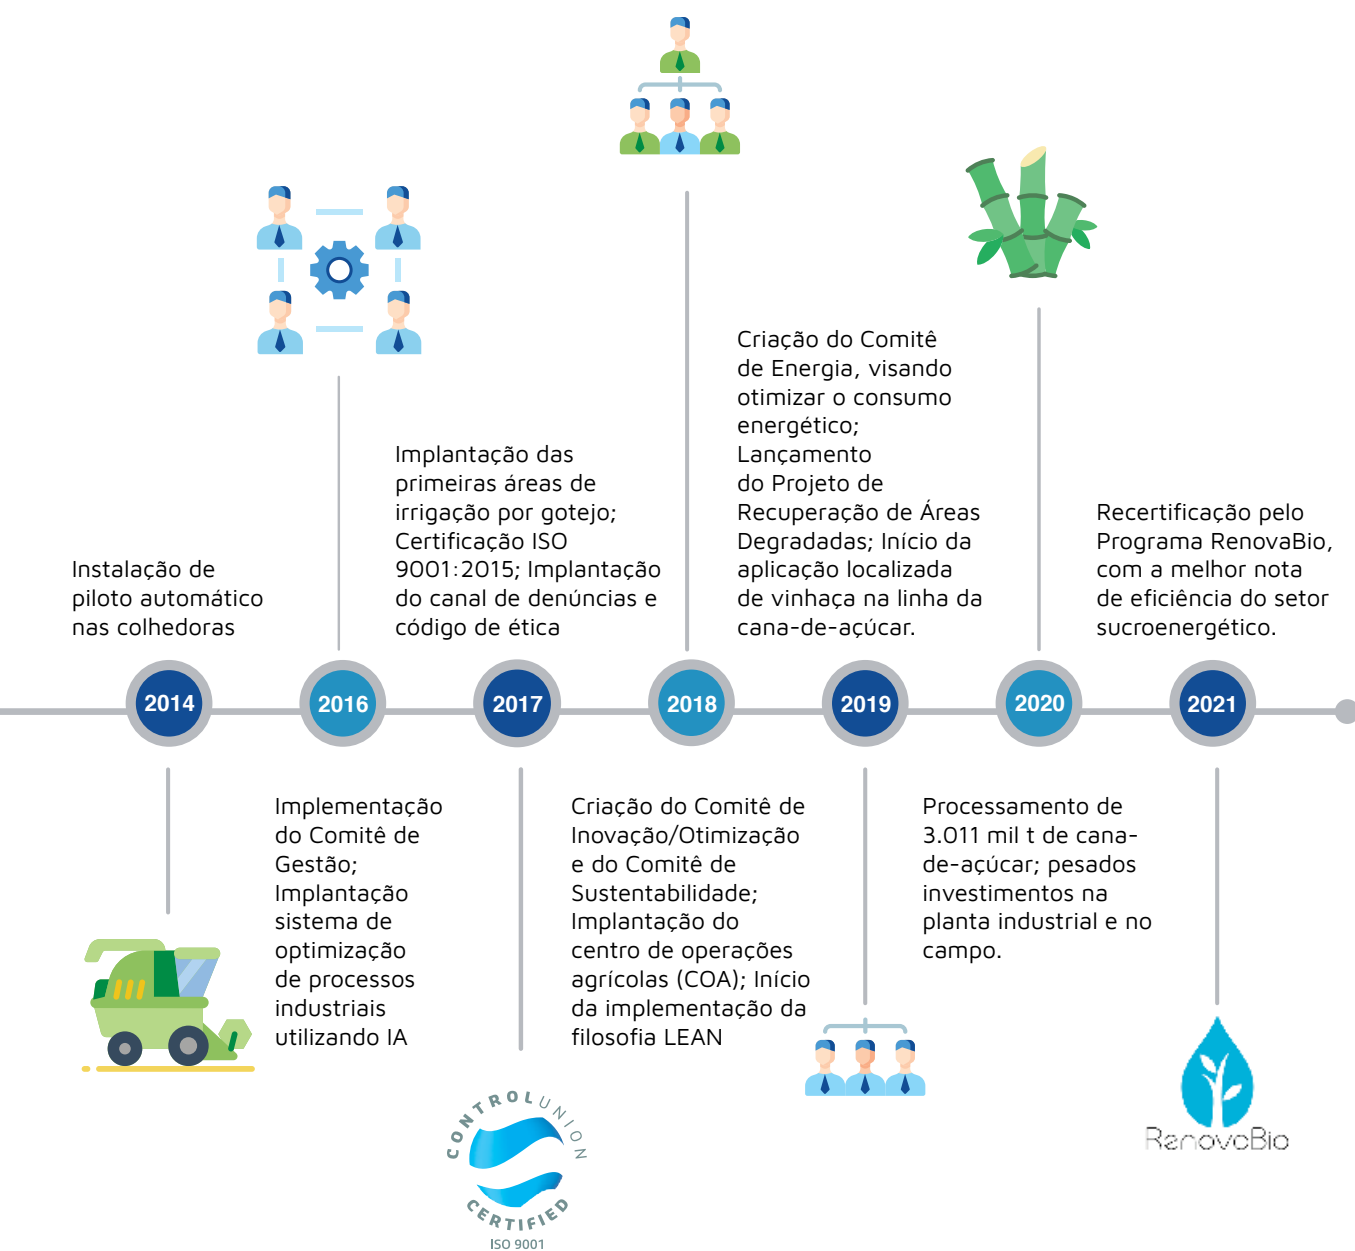 Instalação de
piloto automático
nas colhedoras
2014
2016
Implementação
do Comitê de
Gestão;
Implantação
sistema de
optimização
de processos
industriais
utilizando IA
Implantação das
primeiras áreas de
irrigação por gotejo;
Certificação ISO
9001:2015; Implantação
do canal de denúncias e
código de ética
2017
CONTROLUNION
CERTIFIED
ISO 9001
2018
Criação do Comitê de
Inovação/Otimização
e do Comitê de
Sustentabilidade;
Implantação do
centro de operações
agrícolas (COA); Início
da implementação da
filosofia LEAN
Criação do Comitê
de Energia, visando
otimizar o consumo
energético;
Lançamento
do Projeto de
Recuperação de Áreas
Degradadas; Início da
aplicação localizada
de vinhaça na linha da
cana-de-açúcar.
2019
2020
Processamento de
3.011 mil t de cana-
de-açúcar; pesados
investimentos na
planta industrial e no
campo.
Recertificação pelo
Programa RenovaBio,
com a melhor nota
de eficiência do setor
sucroenergético.
2021
RenovaBio